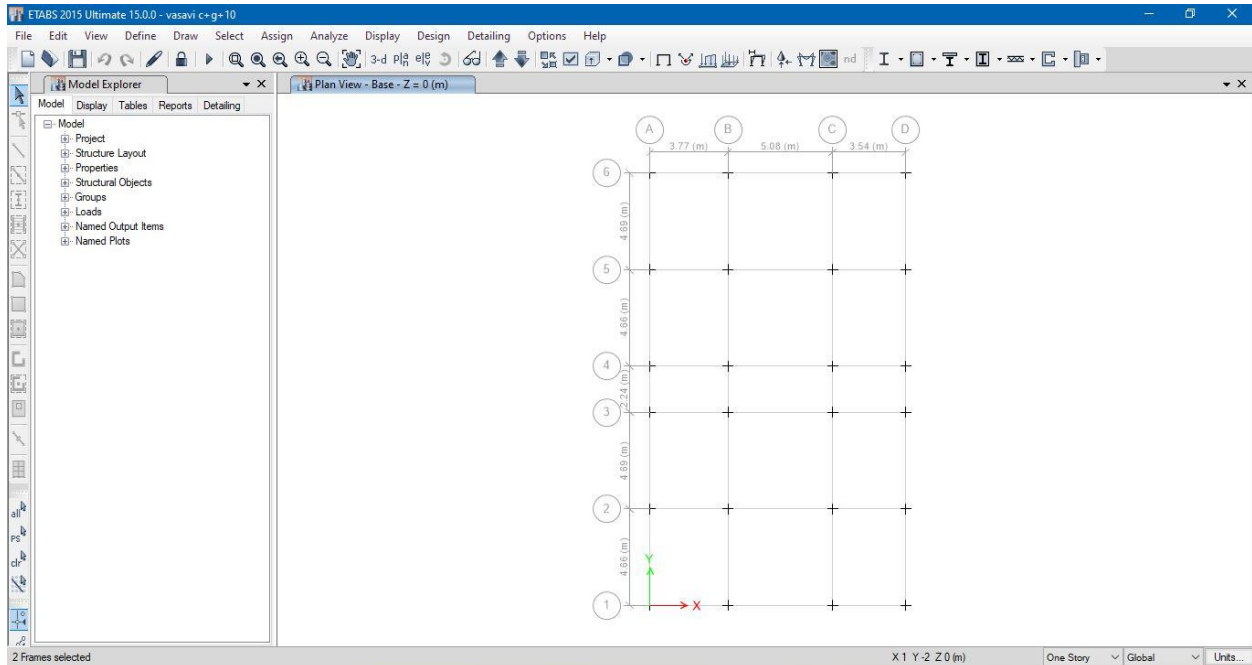 ETABS 2015 Ultimate 15.0.0 - vasavi c+g+10
File Edit View Define Draw Select Assign Analyze Display Design Detailing Options Help
3-d
nd
Model Explorer
Model Display Tables Reports Detailing
Model
Project
Structure Layout
Properties
Structural Objects
Groups
Loads
Named Output Items
Named Plots
all
PS
clr
Plan View - Base - Z = 0 (m)
A B C D
3.77 (m) 5.08 (m) 3.54 (m)
6
4.69 (m)
5
4.66 (m)
4
2.24 (m)
3
4.69 (m)
2
4.66 (m)
1
Y
X
2 Frames selected
X 1 Y -2 Z 0 (m)
One Story Global Units...